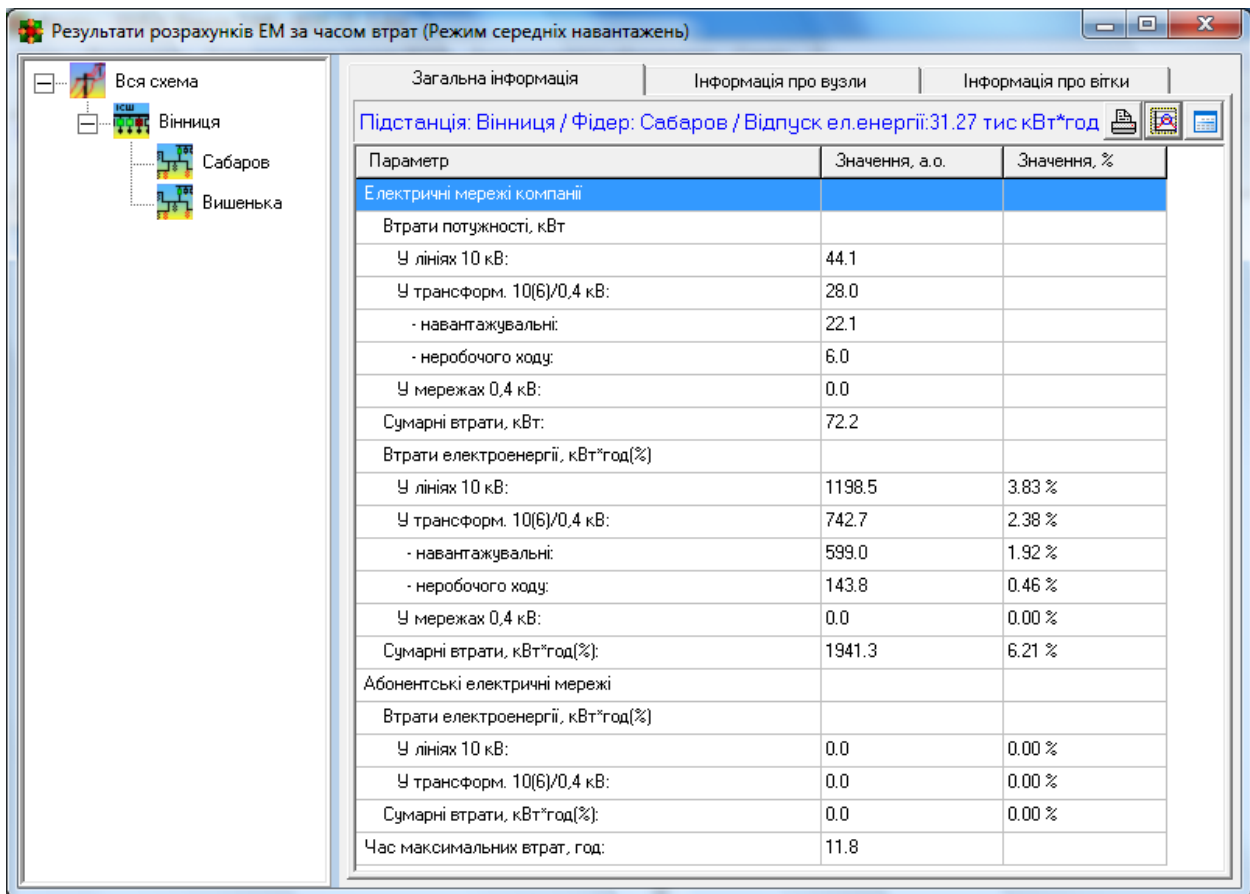 Результати розрахунків ЕМ за часом втрат (Режим середніх навантажень)
Вся схема
ІСШ
Вінниця
Сабаров
Вишенька
Загальна інформація Інформація про вузли Інформація про вітки
Підстанція: Вінниця / Фідер: Сабаров / Відпуск ел.енергії:31.27 тис кВт*год
Параметр Значення, а.о. Значення, %
Електричні мережі компанії
Втрати потужності, кВт
У лініях 10 кВ: 44.1
У трансформ. 10(6)/0,4 кВ: 28.0
- навантажувальні: 22.1
- неробочого ходу: 6.0
У мережах 0,4 кВ: 0.0
Сумарні втрати, кВт: 72.2
Втрати електроенергії, кВт*год(%)
У лініях 10 кВ: 1198.5 3.83 %
У трансформ. 10(6)/0,4 кВ: 742.7 2.38 %
- навантажувальні: 599.0 1.92 %
- неробочого ходу: 143.8 0.46 %
У мережах 0,4 кВ: 0.0 0.00 %
Сумарні втрати, кВт*год(%): 1941.3 6.21 %
Абонентські електричні мережі
Втрати електроенергії, кВт*год(%)
У лініях 10 кВ: 0.0 0.00 %
У трансформ. 10(6)/0,4 кВ: 0.0 0.00 %
Сумарні втрати, кВт*год(%): 0.0 0.00 %
Час максимальних втрат, год: 11.8